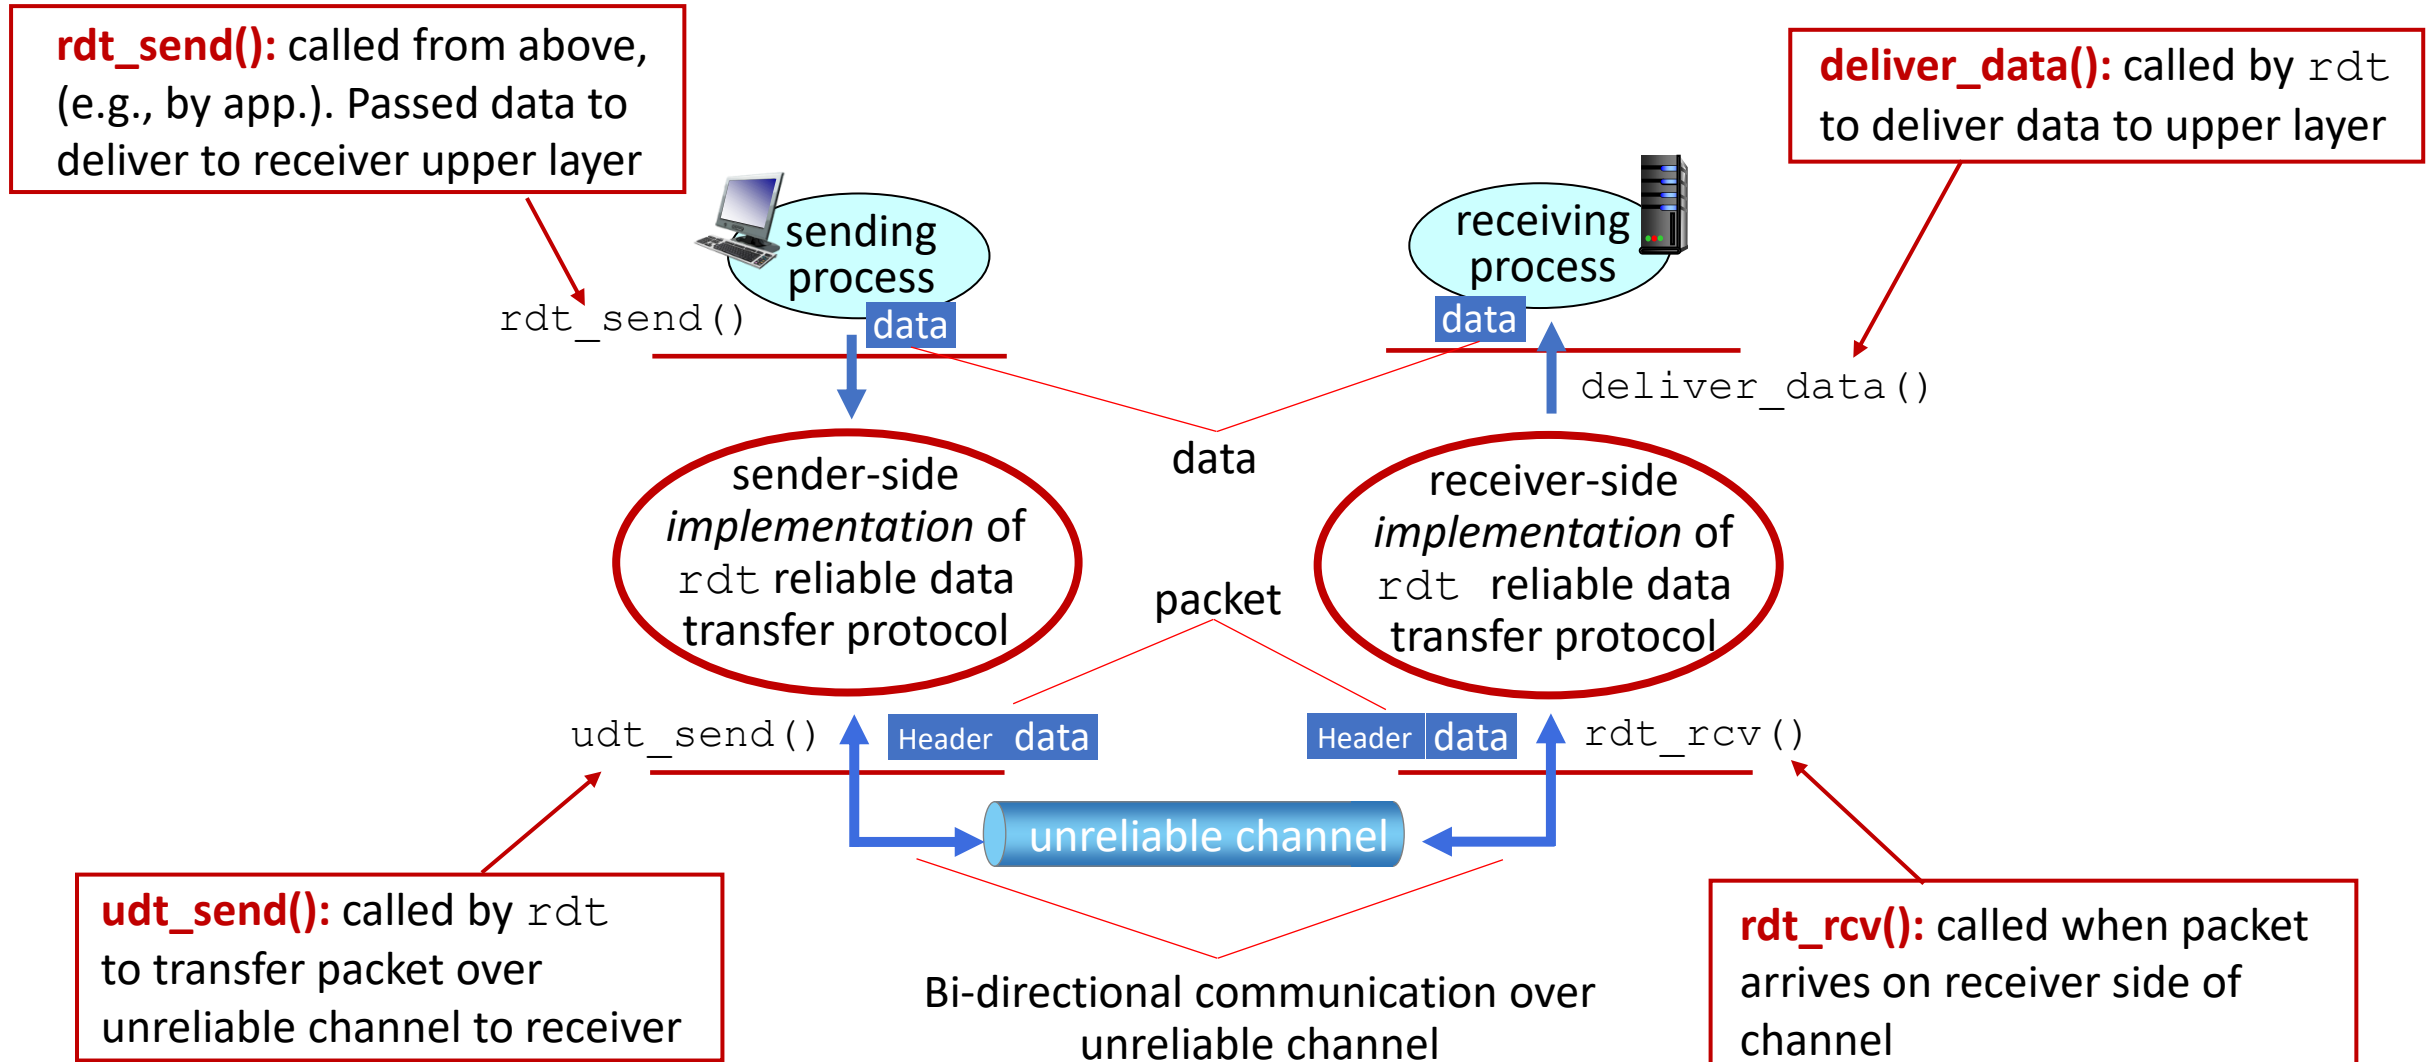 rdt_send(): called from above,
(e.g., by app.). Passed data to
deliver to receiver upper layer
deliver_data(): called by rdt
to deliver data to upper layer
sending
process
receiving
process
rdt_send()
data
data
deliver_data()
data
sender-side
implementation of
rdt reliable data
transfer protocol
receiver-side
implementation of
rdt reliable data
transfer protocol
packet
udt_send()
Header data
Header data
rdt_rcv()
unreliable channel
udt_send(): called by rdt
to transfer packet over
unreliable channel to receiver
Bi-directional communication over
unreliable channel
rdt_rcv(): called when packet
arrives on receiver side of
channel